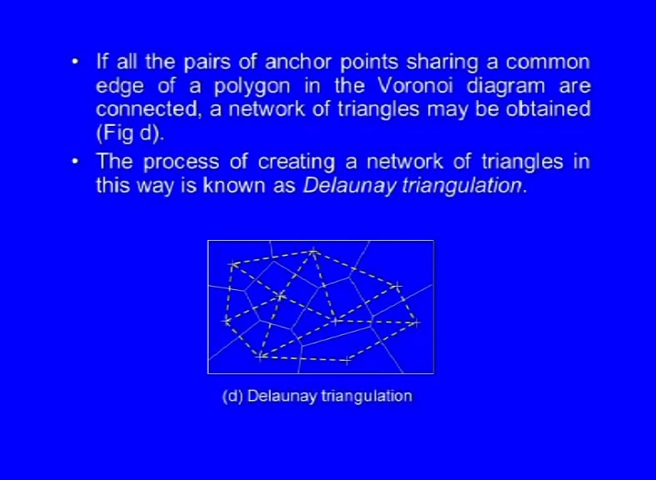 • If all the pairs of anchor points sharing a common
edge of a polygon in the Voronoi diagram are
connected, a network of triangles may be obtained
(Fig d).
• The process of creating a network of triangles in
this way is known as Delaunay triangulation.
(d) Delaunay triangulation